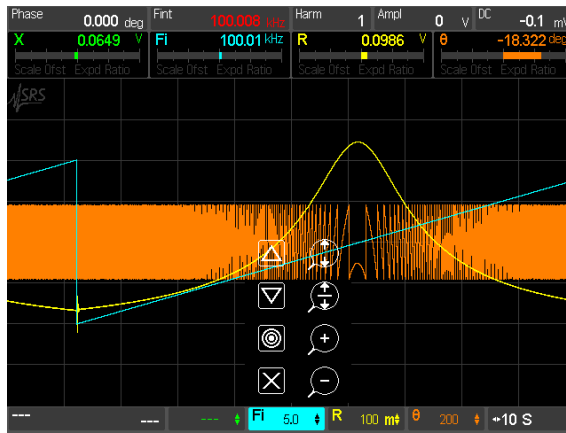 Phase 0.000 deg Fint 100.008 kHz Harm 1 Ampl 0 V DC -0.1 mV
X 0.0649 V Fi 100.01 kHz R 0.0986 V θ -18.322 deg
Scale Ofst Expd Ratio Scale Ofst Expd Ratio Scale Ofst Expd Ratio Scale Ofst Expd Ratio
SRS
--- --- --- Fi 5.0 R 100 m θ 200 10 S